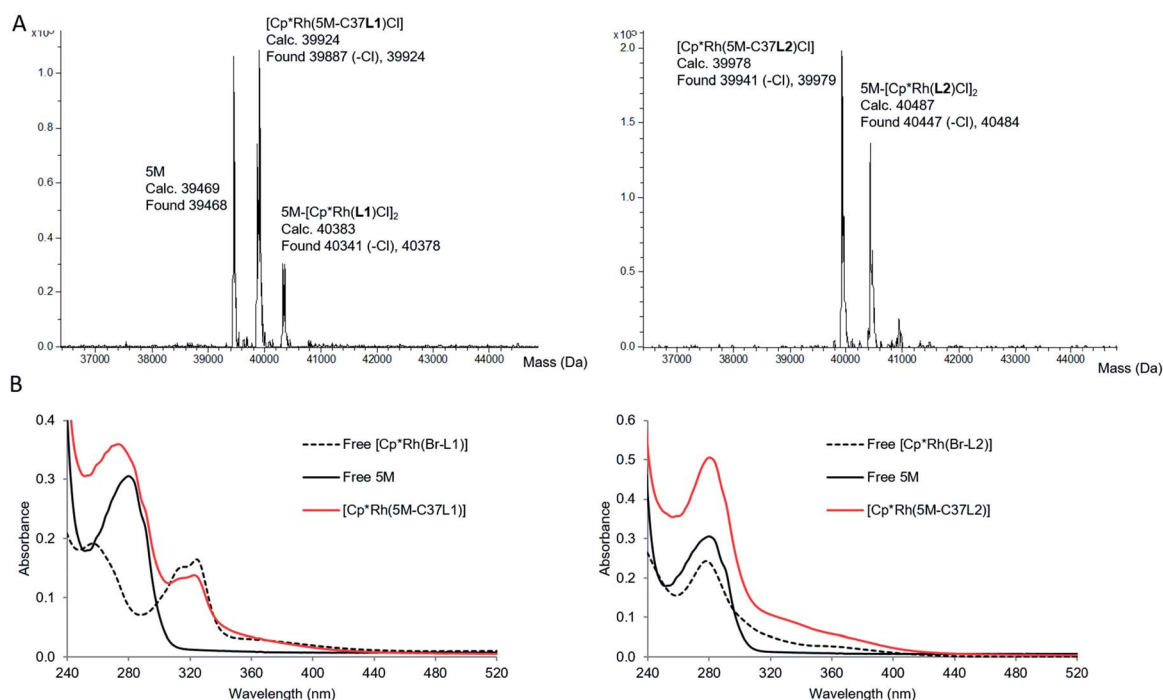 A
x10⁵
1.0
0.8
0.6
0.4
0.2
0.0
37000 38000 39000 40000 41000 42000 43000 44000
Mass (Da)
5M
Calc. 39469
Found 39468
[Cp*Rh(5M-C37L1)Cl]
Calc. 39924
Found 39887 (-Cl), 39924
5M-[Cp*Rh(L1)Cl]₂
Calc. 40383
Found 40341 (-Cl), 40378
x10⁵
2.0
1.5
1.0
0.5
0.0
37000 38000 39000 40000 41000 42000 43000 44000
Mass (Da)
[Cp*Rh(5M-C37L2)Cl]
Calc. 39978
Found 39941 (-Cl), 39979
5M-[Cp*Rh(L2)Cl]₂
Calc. 40487
Found 40447 (-Cl), 40484
B
0.4
0.3
0.2
0.1
0.0
Absorbance
240 280 320 360 400 440 480 520
Wavelength (nm)
Free [Cp*Rh(Br-L1)]
Free 5M
[Cp*Rh(5M-C37L1)]
0.6
0.5
0.4
0.3
0.2
0.1
0.0
Absorbance
240 280 320 360 400 440 480 520
Wavelength (nm)
Free [Cp*Rh(Br-L2)]
Free 5M
[Cp*Rh(5M-C37L2)]